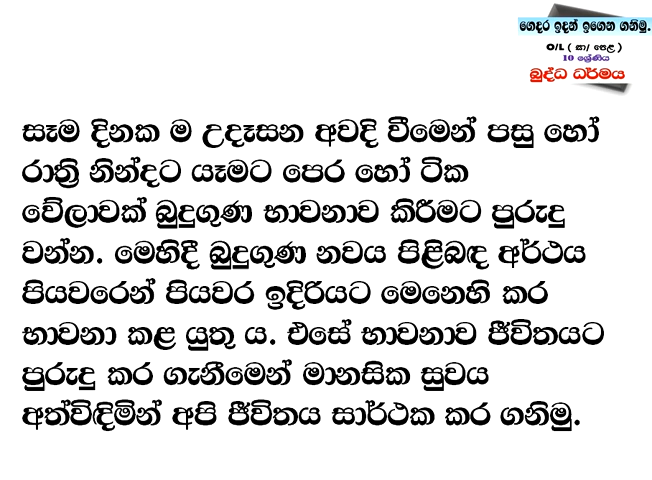 ගෙදර ඉදන් ඉගෙන ගනිමු.
O/L ( සා/ පෙළ )
10 ශ්‍රේණිය
බුද්ධ ධර්මය
සෑම දිනක ම උදෑසන අවදි වීමෙන් පසු හෝ
රාත්‍රි නින්දට යෑමට පෙර හෝ ටික
වේලාවක් බුදුගුණ භාවනාව කිරීමට පුරුදු
වන්න. මෙහිදී බුදුගුණ නවය පිළිබඳ අර්ථය
පියවරෙන් පියවර ඉදිරියට මෙනෙහි කර
භාවනා කළ යුතු ය. එසේ භාවනාව ජීවිතයට
පුරුදු කර ගැනීමෙන් මානසික සුවය
අත්විඳිමින් අපි ජීවිතය සාර්ථක කර ගනිමු.